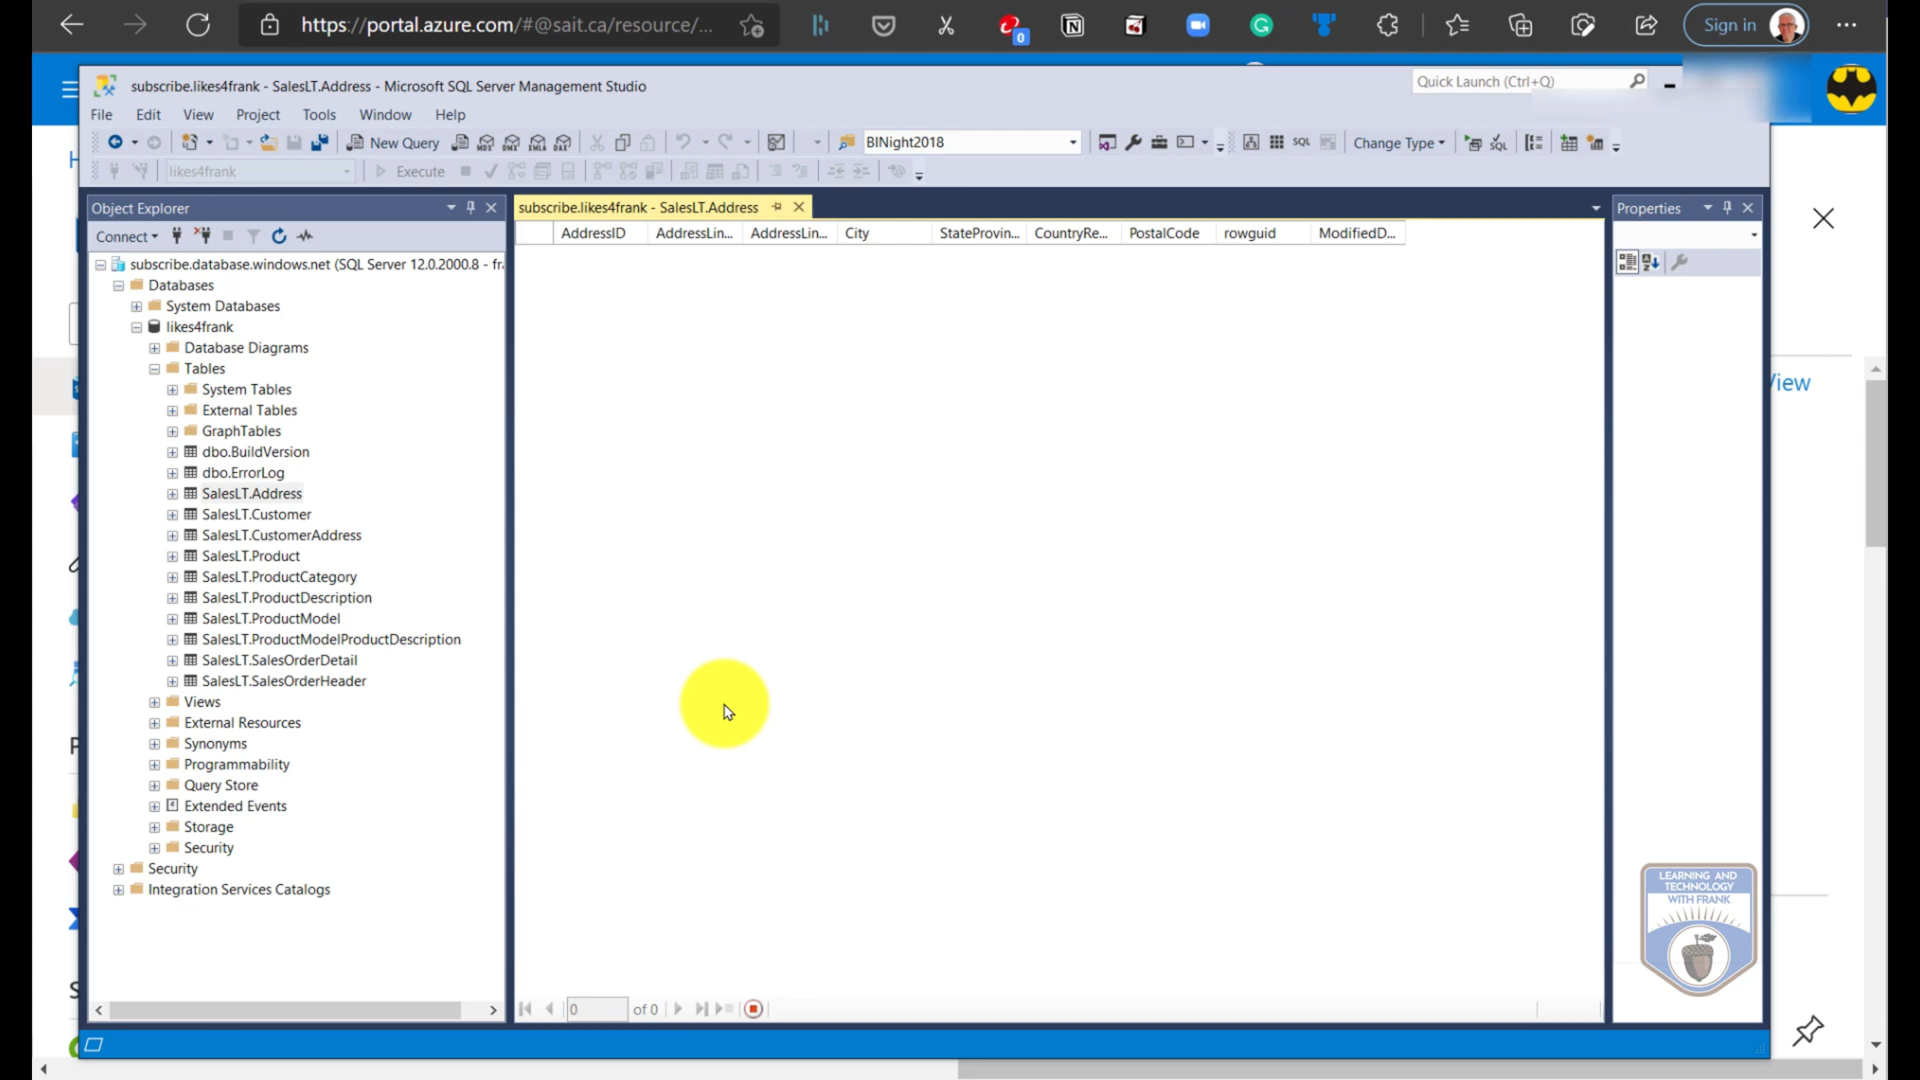 https://portal.azure.com/#@sait.ca/resource/...
0
Sign in
subscribe.likes4frank - SalesLT.Address - Microsoft SQL Server Management Studio
Quick Launch (Ctrl+Q)
File Edit View Project Tools Window Help
New Query MDX DMX XMLA DAX BINight2018 SQL Change Type
likes4frank Execute
Object Explorer
subscribe.likes4frank - SalesLT.Address
Properties
Connect
AddressID AddressLin... AddressLin... City StateProvin... CountryRe... PostalCode rowguid ModifiedD...
subscribe.database.windows.net (SQL Server 12.0.2000.8 - fr
Databases
System Databases
likes4frank
Database Diagrams
Tables
System Tables
External Tables
GraphTables
dbo.BuildVersion
dbo.ErrorLog
SalesLT.Address
SalesLT.Customer
SalesLT.CustomerAddress
SalesLT.Product
SalesLT.ProductCategory
SalesLT.ProductDescription
SalesLT.ProductModel
SalesLT.ProductModelProductDescription
SalesLT.SalesOrderDetail
SalesLT.SalesOrderHeader
Views
External Resources
Synonyms
Programmability
Query Store
Extended Events
Storage
Security
Security
Integration Services Catalogs
0 of 0
View
LEARNING AND
TECHNOLOGY
WITH FRANK